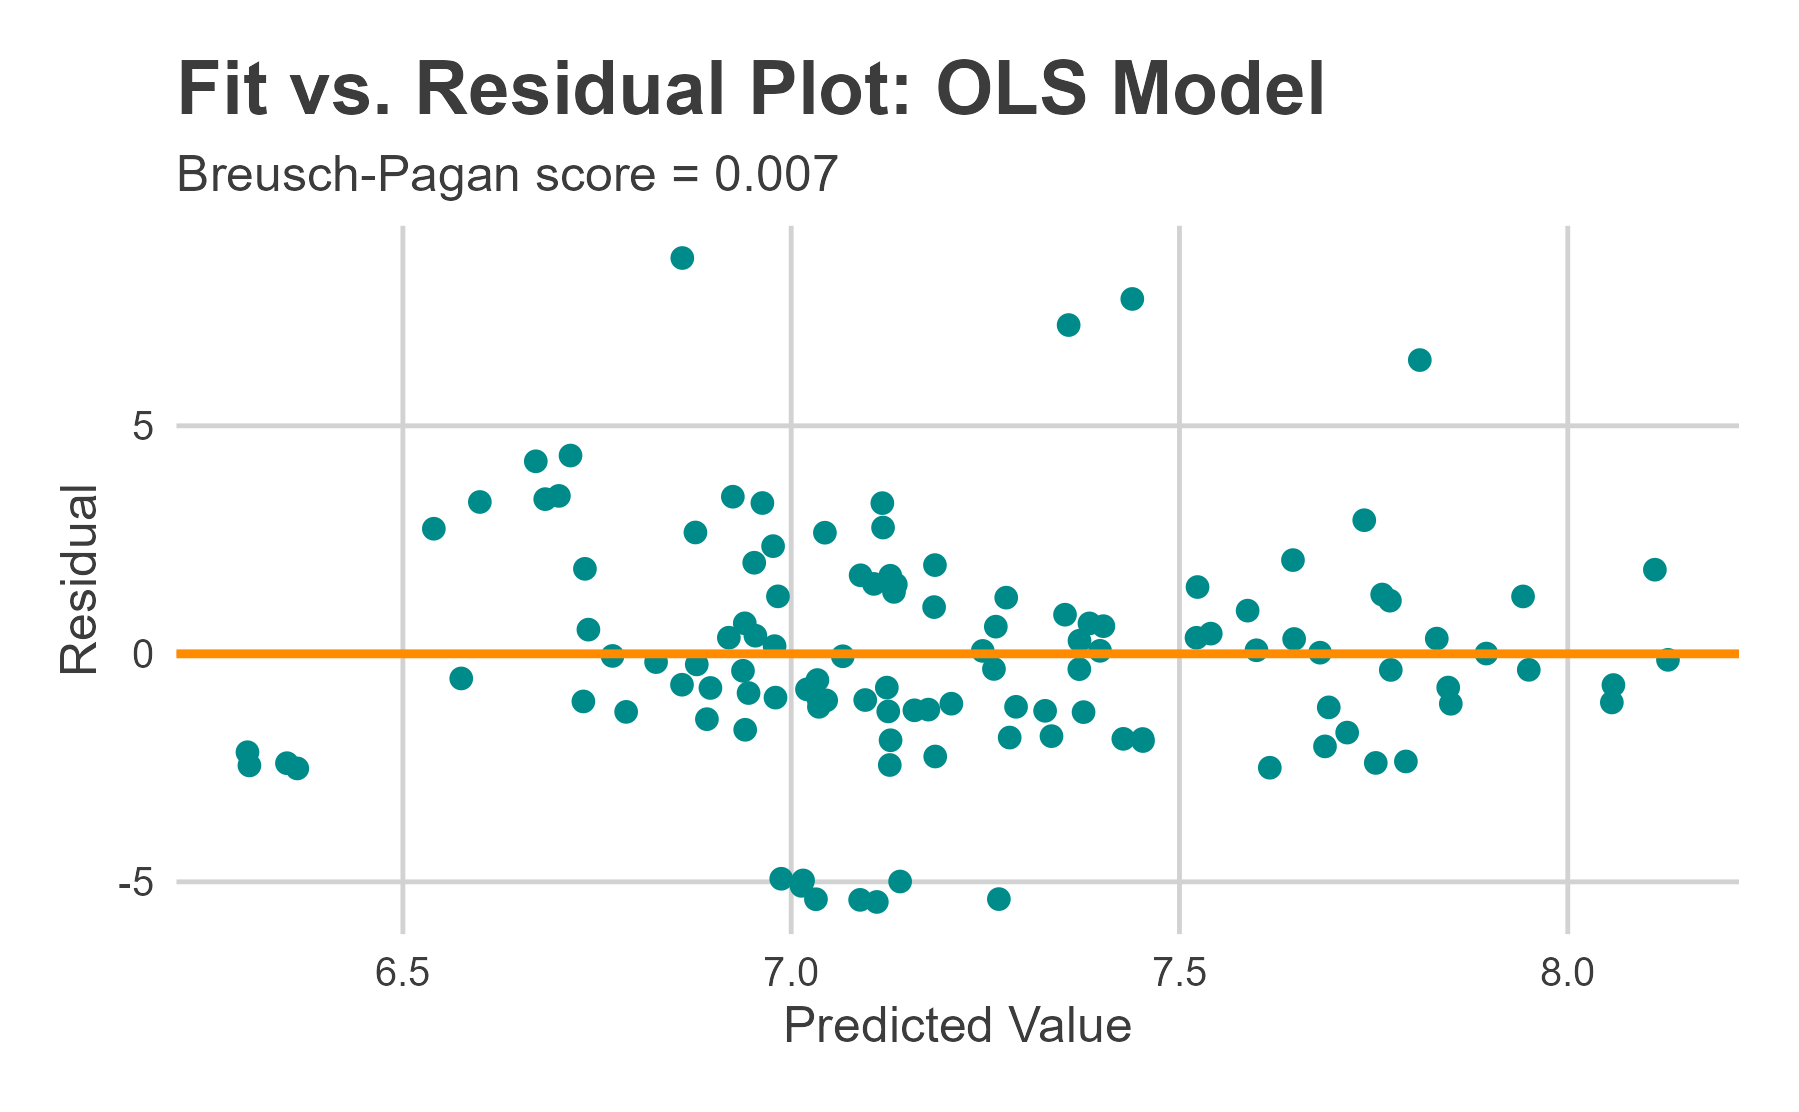 Fit vs. Residual Plot: OLS Model
Breusch-Pagan score = 0.007
Residual
5
0
-5
6.5 7.0 7.5 8.0
Predicted Value